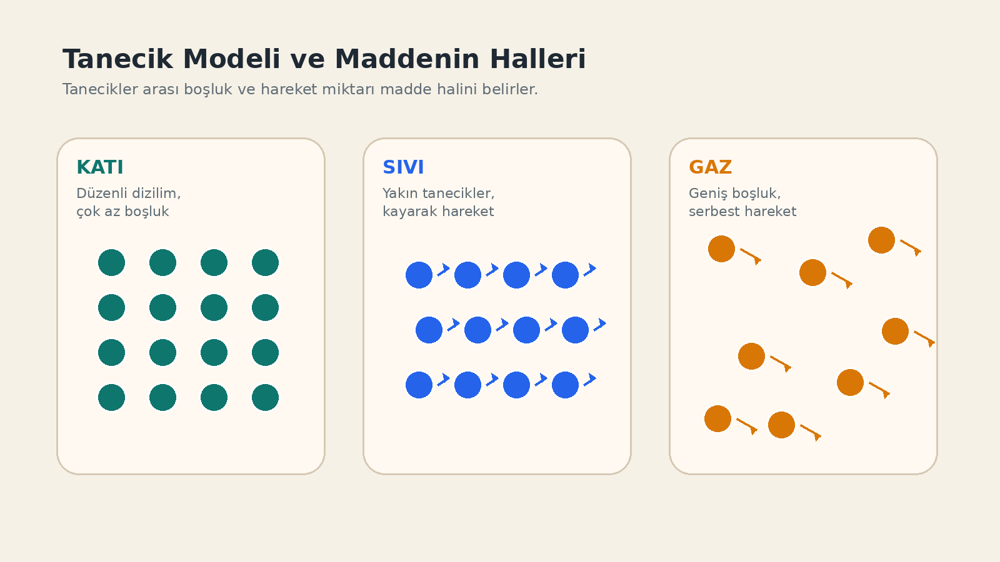 Tanecik Modeli ve Maddenin Halleri
Tanecikler arası boşluk ve hareket miktarı madde halini belirler.
KATI
Düzenli dizilim,
çok az boşluk
SIVI
Yakın tanecikler,
kayarak hareket
GAZ
Geniş boşluk,
serbest hareket